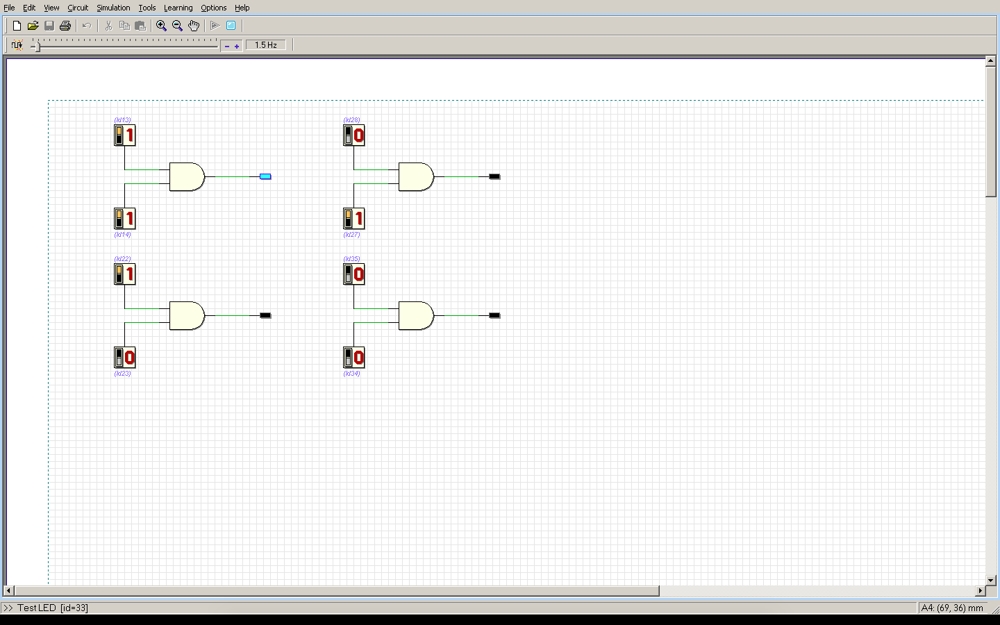 File Edit View Circuit Simulation Tools Learning Options Help
- + 1.5 Hz
(Id13) (Id28)
1 0
1 1
(Id14) (Id27)
(Id22) (Id35)
1 0
0 0
(Id23) (Id34)
>> Test LED [id=33] A4: (69, 36) mm